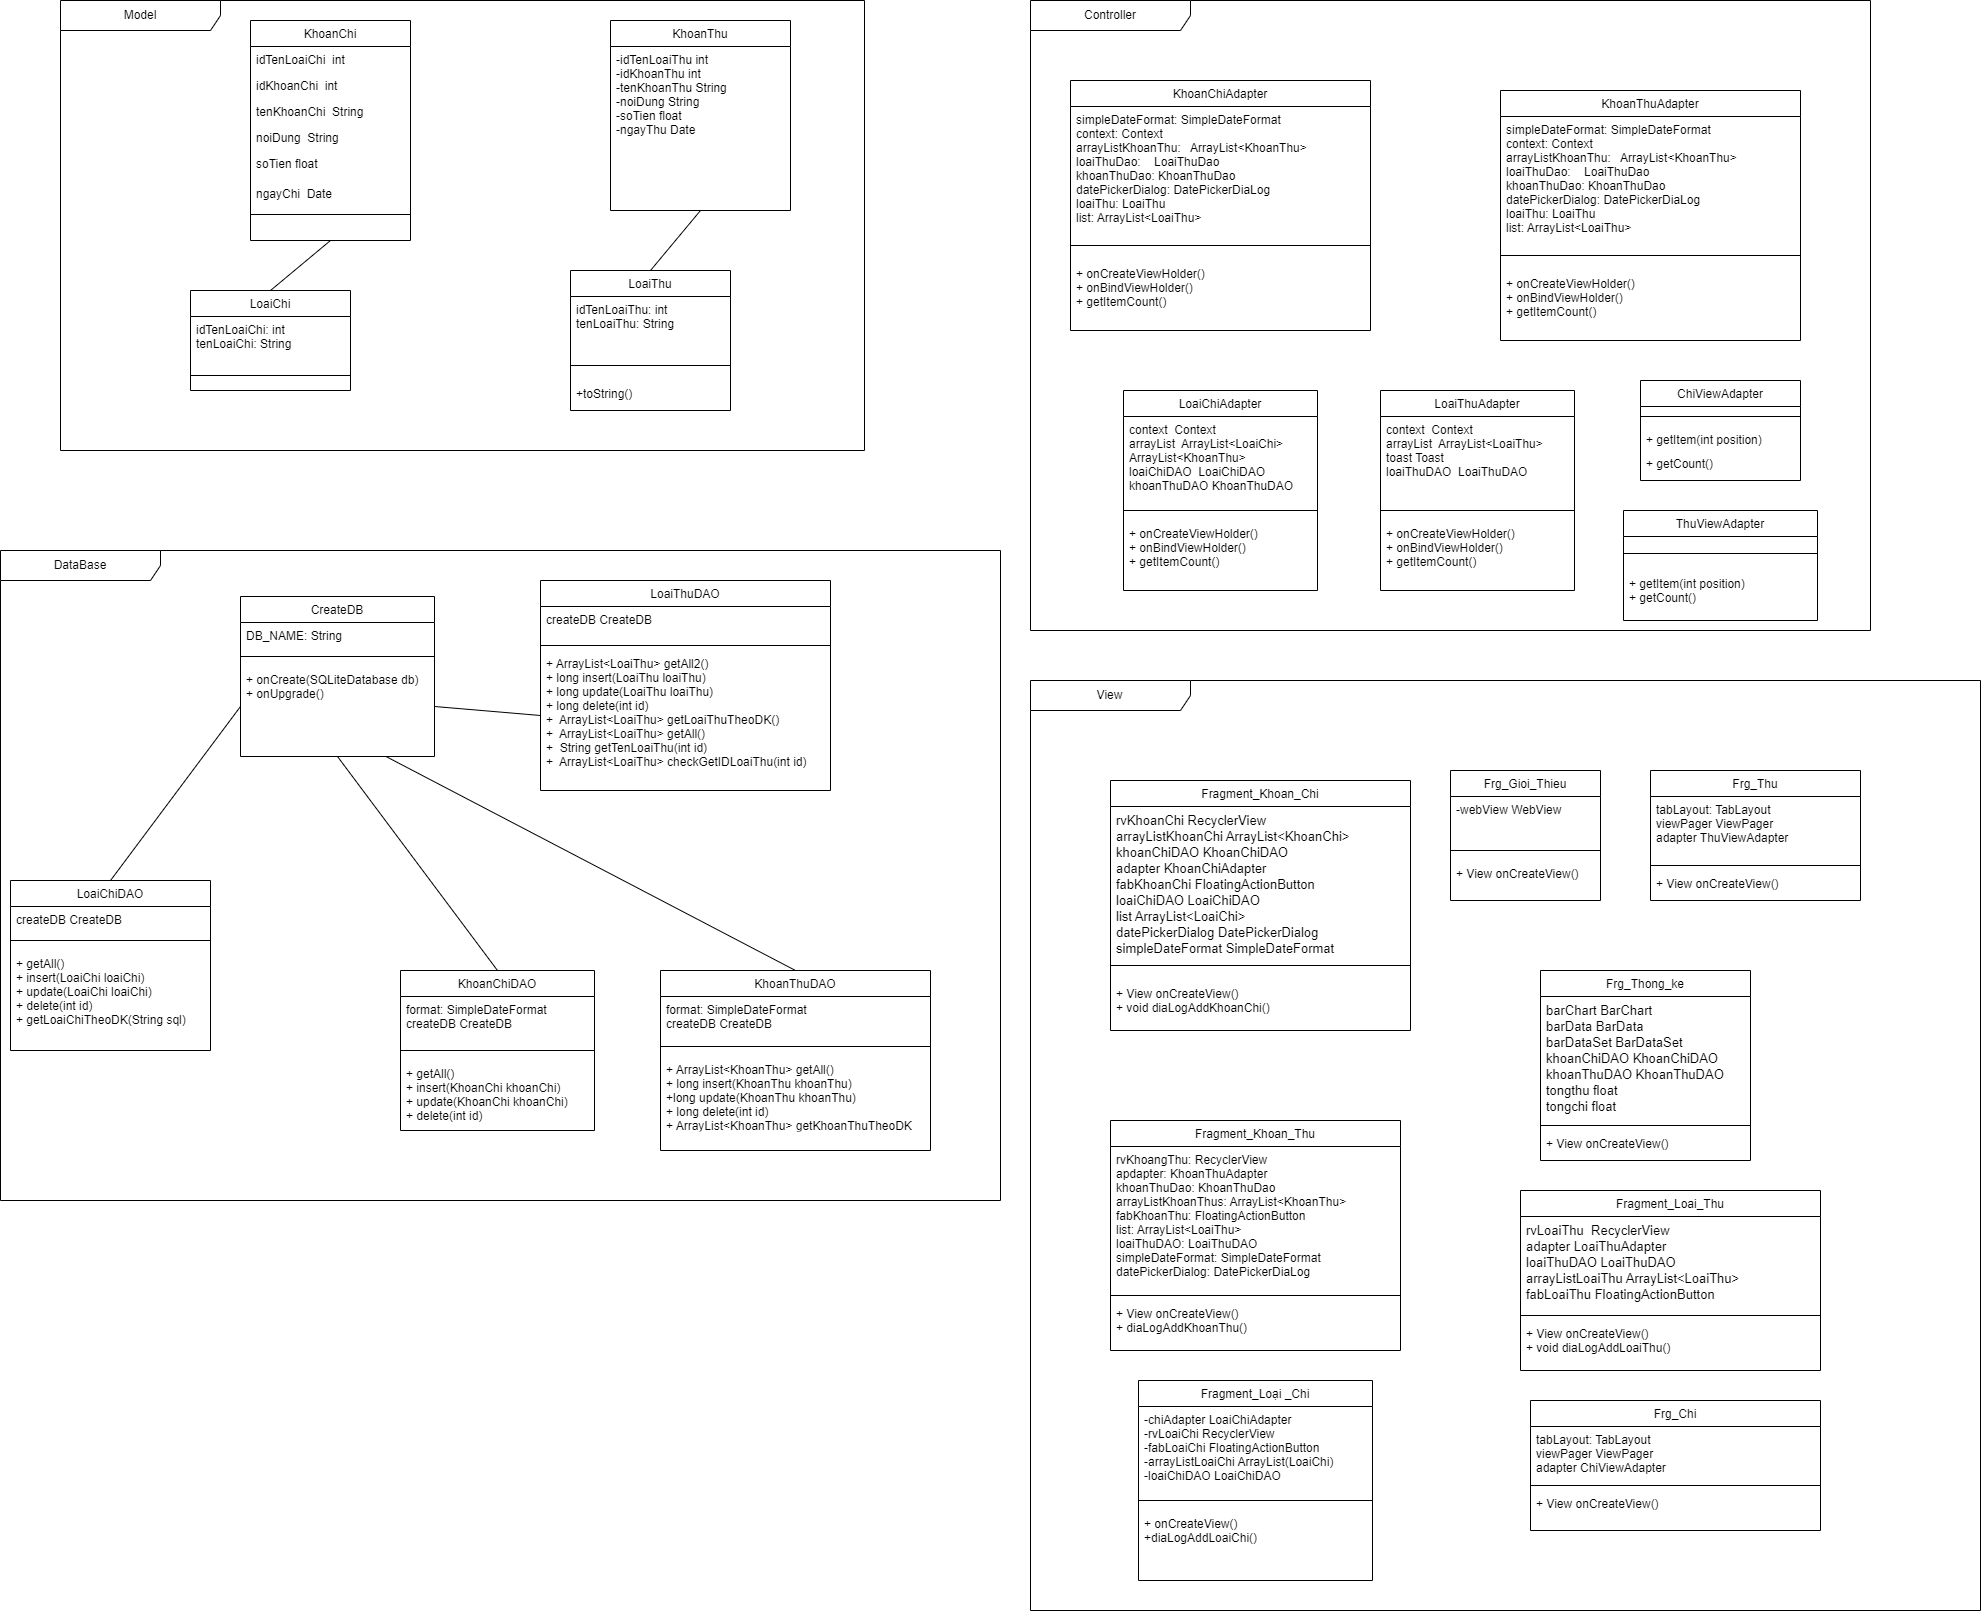 Model
KhoanChi
idTenLoaiChi  int
idKhoanChi  int
tenKhoanChi  String
noiDung  String
soTien float
ngayChi  Date
KhoanThu
-idTenLoaiThu int
-idKhoanThu int
-tenKhoanThu String
-noiDung String
-soTien float
-ngayThu Date
LoaiChi
idTenLoaiChi: int
tenLoaiChi: String
LoaiThu
idTenLoaiThu: int
tenLoaiThu: String
+toString()
Controller
KhoanChiAdapter
simpleDateFormat: SimpleDateFormat
context: Context
arrayListKhoanThu:   ArrayList<KhoanThu>
loaiThuDao:    LoaiThuDao
khoanThuDao: KhoanThuDao
datePickerDialog: DatePickerDiaLog
loaiThu: LoaiThu
list: ArrayList<LoaiThu>
+ onCreateViewHolder()
+ onBindViewHolder()
+ getItemCount()
KhoanThuAdapter
simpleDateFormat: SimpleDateFormat
context: Context
arrayListKhoanThu:   ArrayList<KhoanThu>
loaiThuDao:    LoaiThuDao
khoanThuDao: KhoanThuDao
datePickerDialog: DatePickerDiaLog
loaiThu: LoaiThu
list: ArrayList<LoaiThu>
+ onCreateViewHolder()
+ onBindViewHolder()
+ getItemCount()
LoaiChiAdapter
context  Context
arrayList  ArrayList<LoaiChi>
ArrayList<KhoanThu>
loaiChiDAO  LoaiChiDAO
khoanThuDAO KhoanThuDAO
+ onCreateViewHolder()
+ onBindViewHolder()
+ getItemCount()
LoaiThuAdapter
context  Context
arrayList  ArrayList<LoaiThu>
toast Toast
loaiThuDAO  LoaiThuDAO
+ onCreateViewHolder()
+ onBindViewHolder()
+ getItemCount()
ChiViewAdapter
+ getItem(int position)
+ getCount()
ThuViewAdapter
+ getItem(int position)
+ getCount()
DataBase
CreateDB
DB_NAME: String
+ onCreate(SQLiteDatabase db)
+ onUpgrade()
LoaiThuDAO
createDB CreateDB
+ ArrayList<LoaiThu> getAll2()
+ long insert(LoaiThu loaiThu)
+ long update(LoaiThu loaiThu)
+ long delete(int id)
+  ArrayList<LoaiThu> getLoaiThuTheoDK()
+  ArrayList<LoaiThu> getAll()
+  String getTenLoaiThu(int id)
+  ArrayList<LoaiThu> checkGetIDLoaiThu(int id)
LoaiChiDAO
createDB CreateDB
+ getAll()
+ insert(LoaiChi loaiChi)
+ update(LoaiChi loaiChi)
+ delete(int id)
+ getLoaiChiTheoDK(String sql)
KhoanChiDAO
format: SimpleDateFormat
createDB CreateDB
+ getAll()
+ insert(KhoanChi khoanChi)
+ update(KhoanChi khoanChi)
+ delete(int id)
KhoanThuDAO
format: SimpleDateFormat
createDB CreateDB
+ ArrayList<KhoanThu> getAll()
+ long insert(KhoanThu khoanThu)
+long update(KhoanThu khoanThu)
+ long delete(int id)
+ ArrayList<KhoanThu> getKhoanThuTheoDK
View
Fragment_Khoan_Chi
rvKhoanChi RecyclerView
arrayListKhoanChi ArrayList<KhoanChi>
khoanChiDAO KhoanChiDAO
adapter KhoanChiAdapter
fabKhoanChi FloatingActionButton
loaiChiDAO LoaiChiDAO
list ArrayList<LoaiChi>
datePickerDialog DatePickerDialog
simpleDateFormat SimpleDateFormat
+ View onCreateView()
+ void diaLogAddKhoanChi()
Frg_Gioi_Thieu
-webView WebView
+ View onCreateView()
Frg_Thu
tabLayout: TabLayout
viewPager ViewPager
adapter ThuViewAdapter
+ View onCreateView()
Frg_Thong_ke
barChart BarChart
barData BarData
barDataSet BarDataSet
khoanChiDAO KhoanChiDAO
khoanThuDAO KhoanThuDAO
tongthu float
tongchi float
+ View onCreateView()
Fragment_Khoan_Thu
rvKhoangThu: RecyclerView
apdapter: KhoanThuAdapter
khoanThuDao: KhoanThuDao
arrayListKhoanThus: ArrayList<KhoanThu>
fabKhoanThu: FloatingActionButton
list: ArrayList<LoaiThu>
loaiThuDAO: LoaiThuDAO
simpleDateFormat: SimpleDateFormat
datePickerDialog: DatePickerDiaLog
+ View onCreateView()
+ diaLogAddKhoanThu()
Fragment_Loai_Thu
rvLoaiThu  RecyclerView
adapter LoaiThuAdapter
loaiThuDAO LoaiThuDAO
arrayListLoaiThu ArrayList<LoaiThu>
fabLoaiThu FloatingActionButton
+ View onCreateView()
+ void diaLogAddLoaiThu()
Fragment_Loại _Chi
-chiAdapter LoaiChiAdapter
-rvLoaiChi RecyclerView
-fabLoaiChi FloatingActionButton
-arrayListLoaiChi ArrayList(LoaiChi)
-loaiChiDAO LoaiChiDAO
+ onCreateView()
+diaLogAddLoaiChi()
Frg_Chi
tabLayout: TabLayout
viewPager ViewPager
adapter ChiViewAdapter
+ View onCreateView()